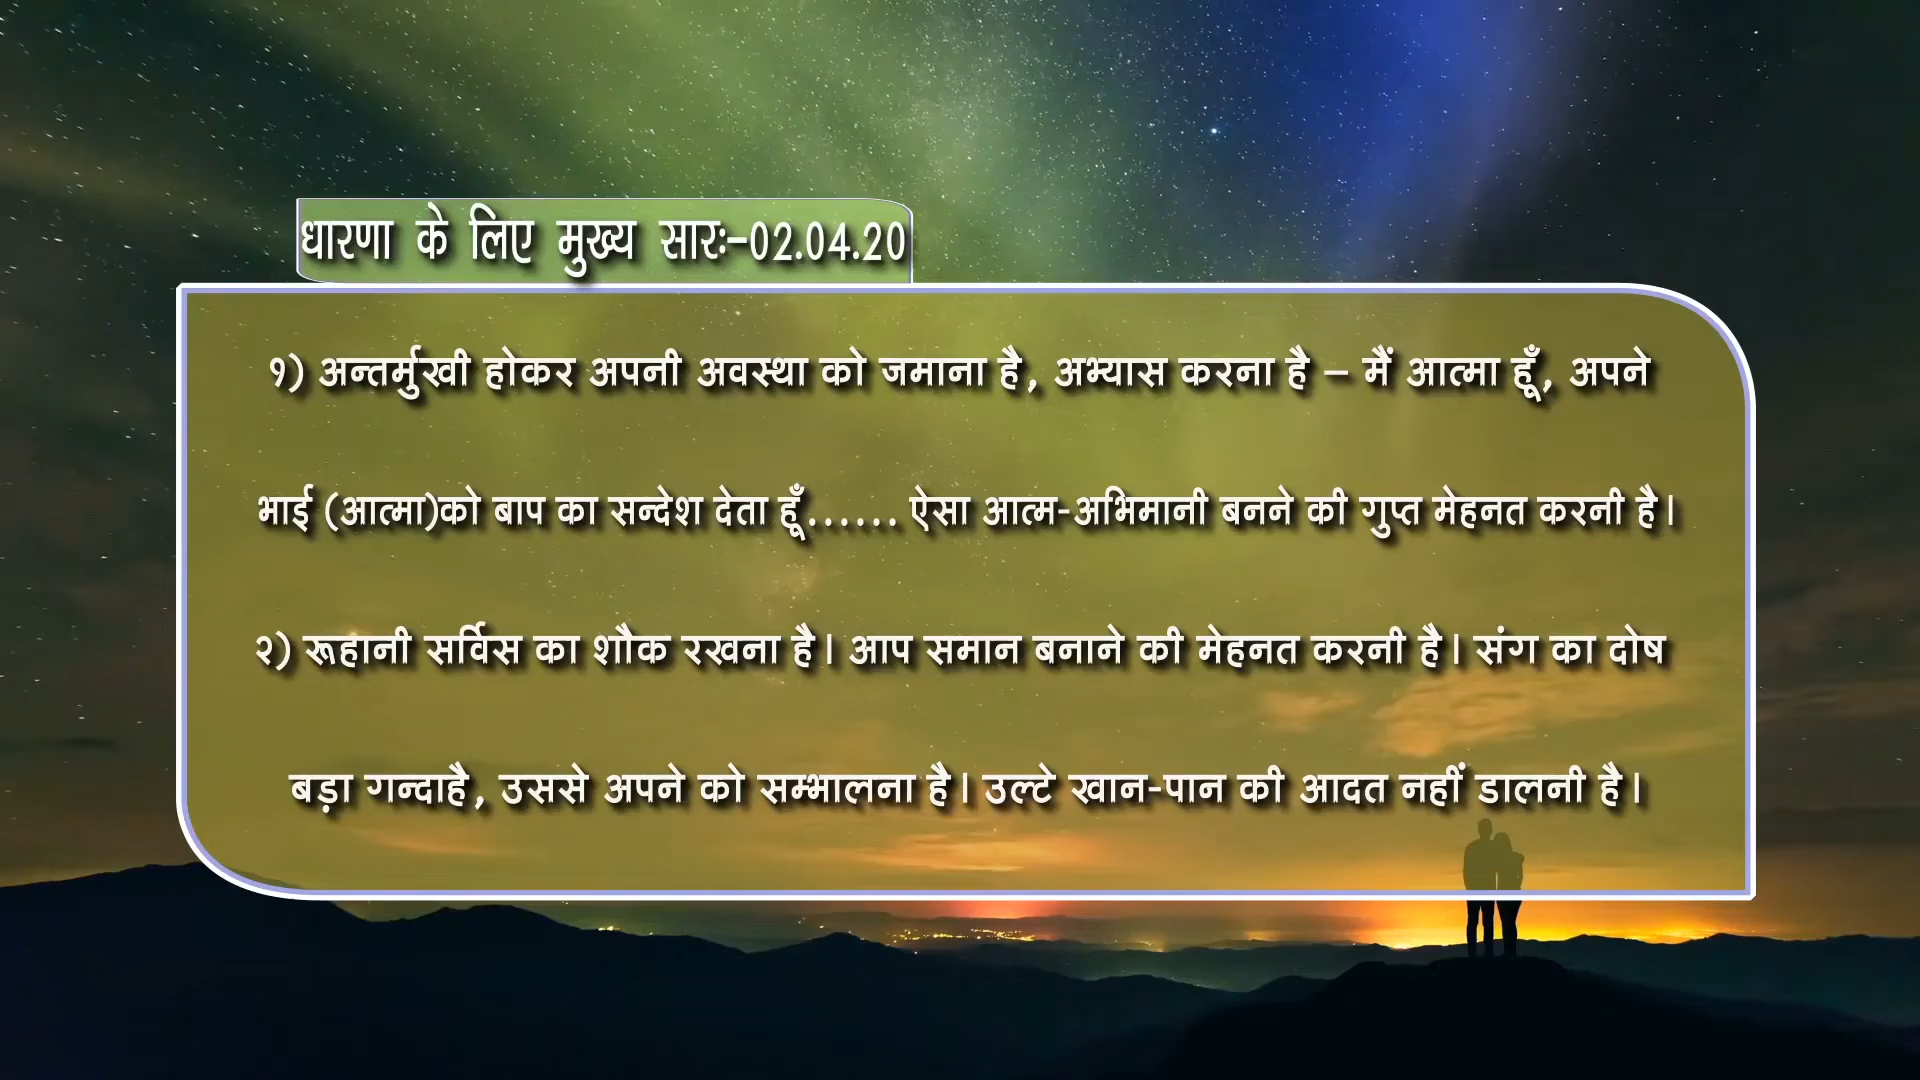 धारणा के लिए मुख्य सारः-02.04.20
१) अन्तर्मुखी होकर अपनी अवस्था को जमाना है, अभ्यास करना है – मैं आत्मा हूँ, अपने
भाई (आत्मा)को बाप का सन्देश देता हूँ...... ऐसा आत्म-अभिमानी बनने की गुप्त मेहनत करनी है।
२) रूहानी सर्विस का शौक रखना है। आप समान बनाने की मेहनत करनी है। संग का दोष
बड़ा गन्दाहै, उससे अपने को सम्भालना है। उल्टे खान-पान की आदत नहीं डालनी है।